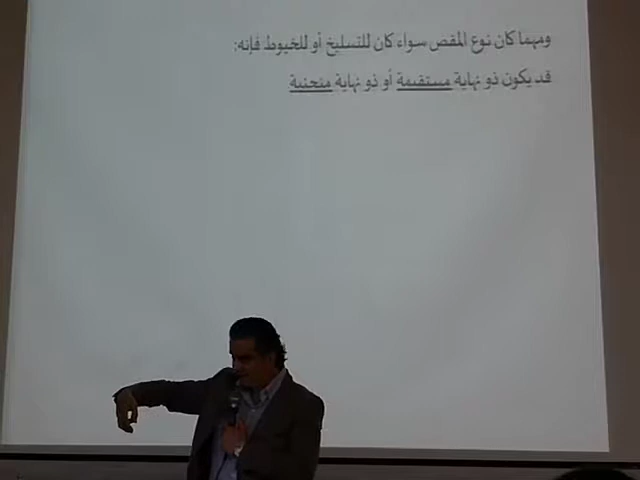 ومهما كان نوع المقص سواء كان للتسليخ أو للخيوط فإنه:
قد يكون ذو نهاية مستقيمة أو ذو نهاية منحنية